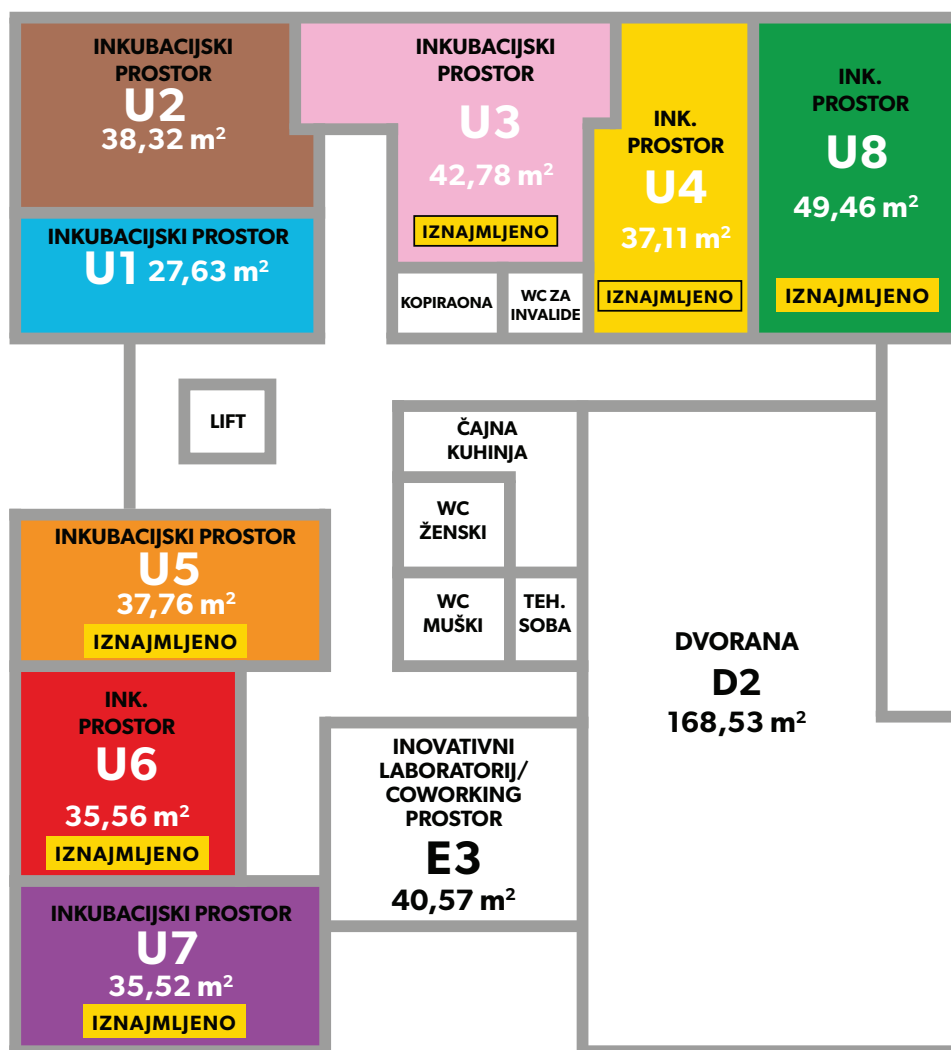 INKUBACIJSKI
PROSTOR
U2
38,32 m²
INKUBACIJSKI
PROSTOR
U3
42,78 m²
IZNAJMLJENO
INK.
PROSTOR
U4
37,11 m²
IZNAJMLJENO
INK.
PROSTOR
U8
49,46 m²
IZNAJMLJENO
INKUBACIJSKI PROSTOR
U1 27,63 m²
KOPIRAONA
WC ZA
INVALIDE
LIFT
ČAJNA
KUHINJA
WC
ŽENSKI
WC
MUŠKI
TEH.
SOBA
INKUBACIJSKI PROSTOR
U5
37,76 m²
IZNAJMLJENO
DVORANA
D2
168,53 m²
INK.
PROSTOR
U6
35,56 m²
IZNAJMLJENO
INOVATIVNI
LABORATORIJ/
COWORKING
PROSTOR
E3
40,57 m²
INKUBACIJSKI PROSTOR
U7
35,52 m²
IZNAJMLJENO